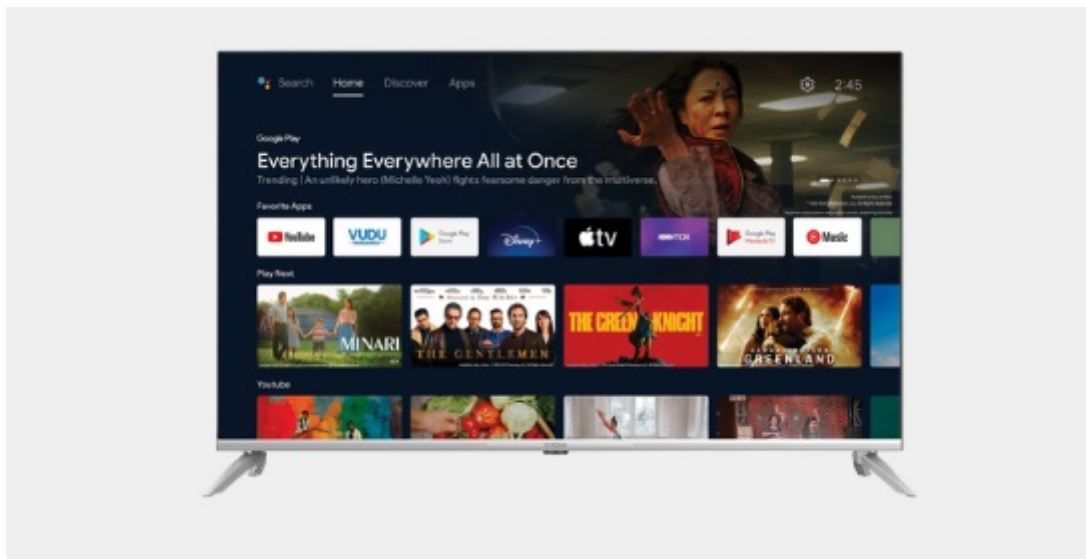 Search Home Discover Apps 2:45
Google Play
Everything Everywhere All at Once
Trending | An unlikely hero (Michelle Yeoh) fights fearsome danger from the multiverse.
Favorite Apps
YouTube VUDU Google Play Store Disney+ tv HBOMAX Google Play Movies & TV Music
Play Next
MINARI THE GENTLEMEN THE GREEN KNIGHT GREENLAND
Youtube